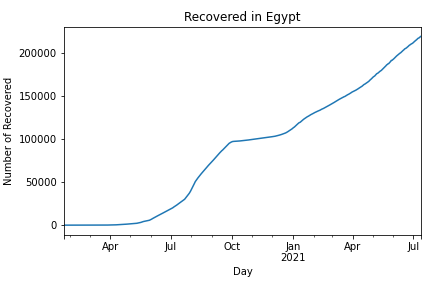 Recovered in Egypt
Number of Recovered
200000
150000
100000
50000
0
Apr Jul Oct Jan Apr Jul
2021
Day